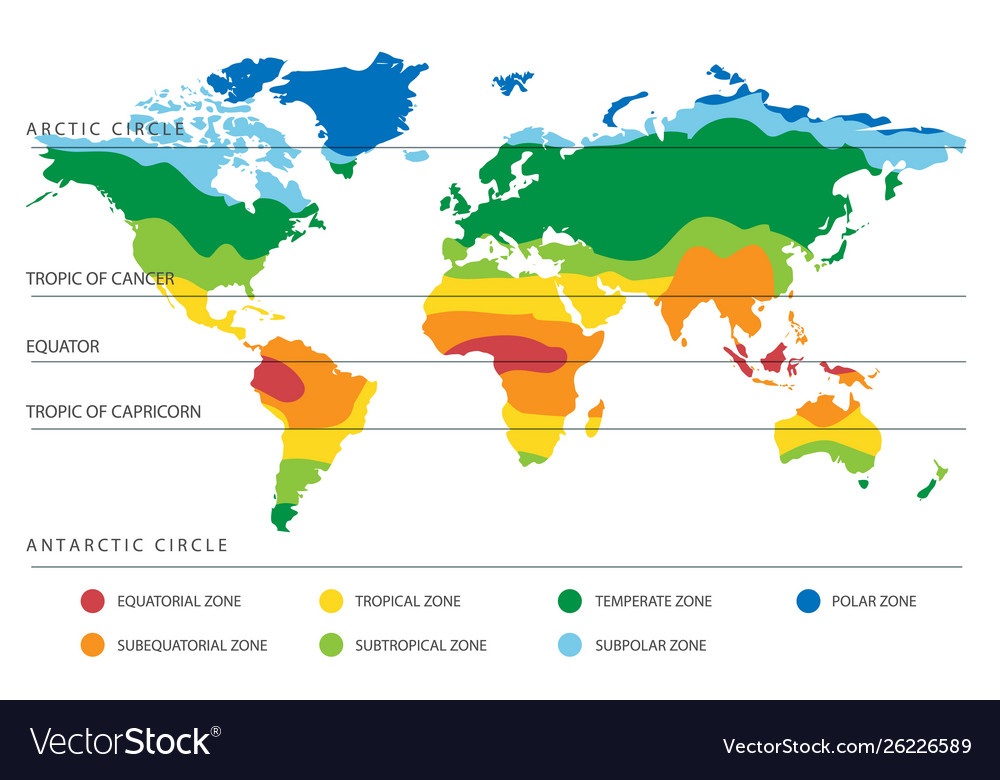 ARCTIC CIRCLE
TROPIC OF CANCER
EQUATOR
TROPIC OF CAPRICORN
ANTARCTIC CIRCLE
EQUATORIAL ZONE
TROPICAL ZONE
TEMPERATE ZONE
POLAR ZONE
SUBEQUATORIAL ZONE
SUBTROPICAL ZONE
SUBPOLAR ZONE
VectorStock®
VectorStock.com/26226589